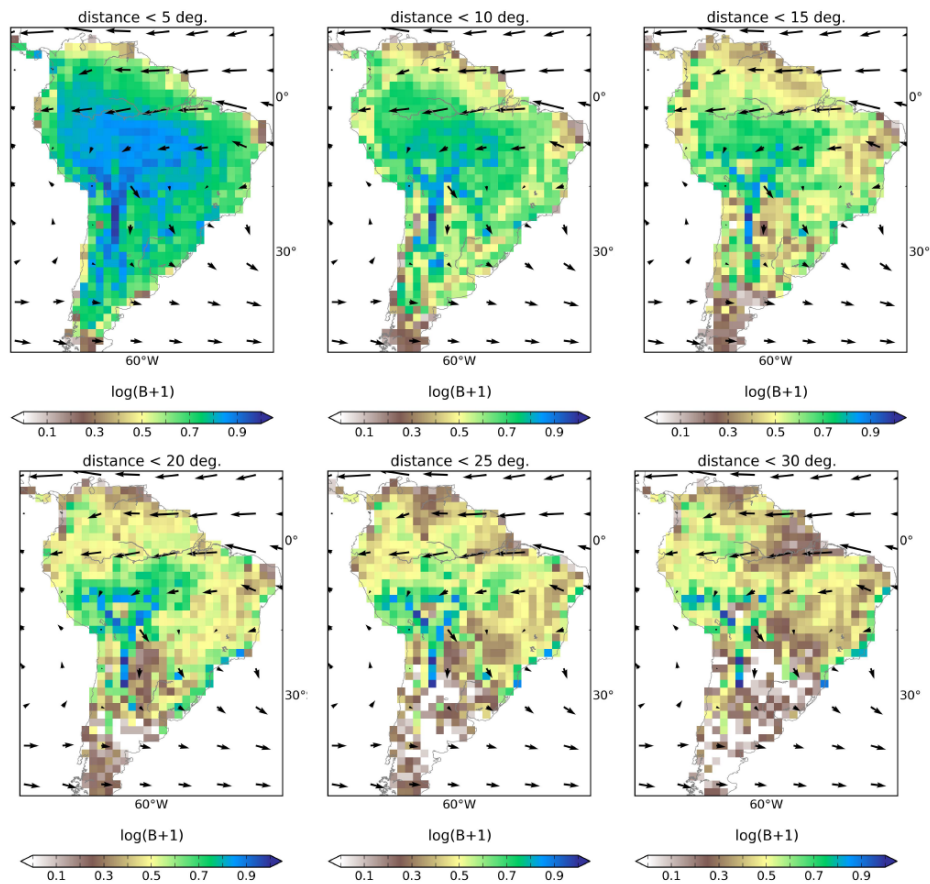 distance < 5 deg.
distance < 10 deg.
distance < 15 deg.
0°
0°
0°
30°
30°
30°
60°W
60°W
60°W
log(B+1)
log(B+1)
log(B+1)
0.1 0.3 0.5 0.7 0.9
0.1 0.3 0.5 0.7 0.9
0.1 0.3 0.5 0.7 0.9
distance < 20 deg.
distance < 25 deg.
distance < 30 deg.
0°
0°
0°
30°
30°
30°
60°W
60°W
60°W
log(B+1)
log(B+1)
log(B+1)
0.1 0.3 0.5 0.7 0.9
0.1 0.3 0.5 0.7 0.9
0.1 0.3 0.5 0.7 0.9